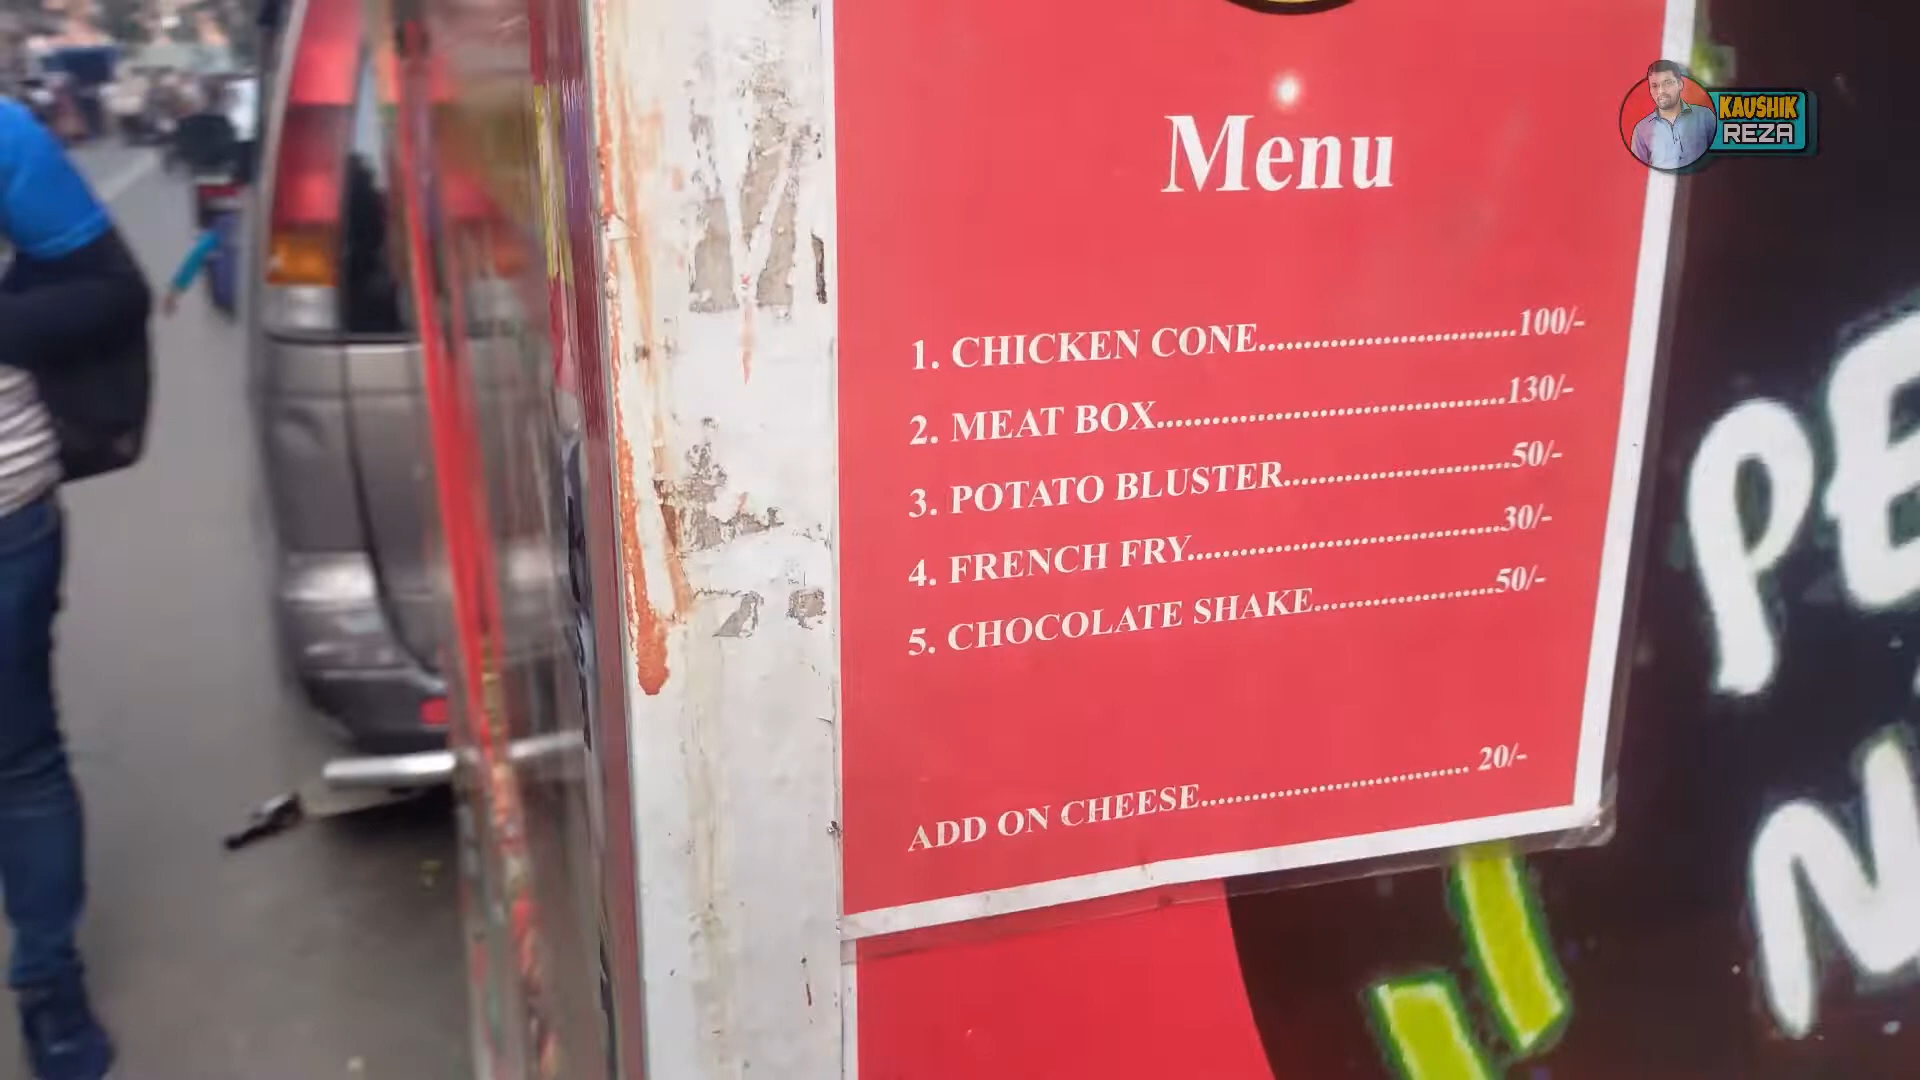 KAUSHIK
REZA
Menu
1. CHICKEN CONE..............................100/-
2. MEAT BOX........................................130/-
3. POTATO BLUSTER..........................50/-
4. FRENCH FRY....................................30/-
5. CHOCOLATE SHAKE.....................50/-
ADD ON CHEESE............................... 20/-
PE
N